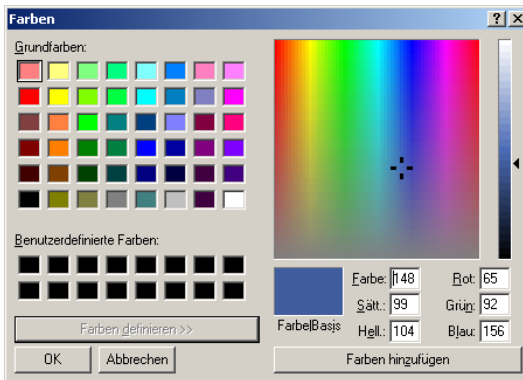 Farben
Grundfarben:
Benutzerdefinierte Farben:
Farben definieren >>
OK Abbrechen
Farbe|Basis
Farbe: 148 Rot: 65
Sätt.: 99 Grün: 92
Hell.: 104 Blau: 156
Farben hinzufügen